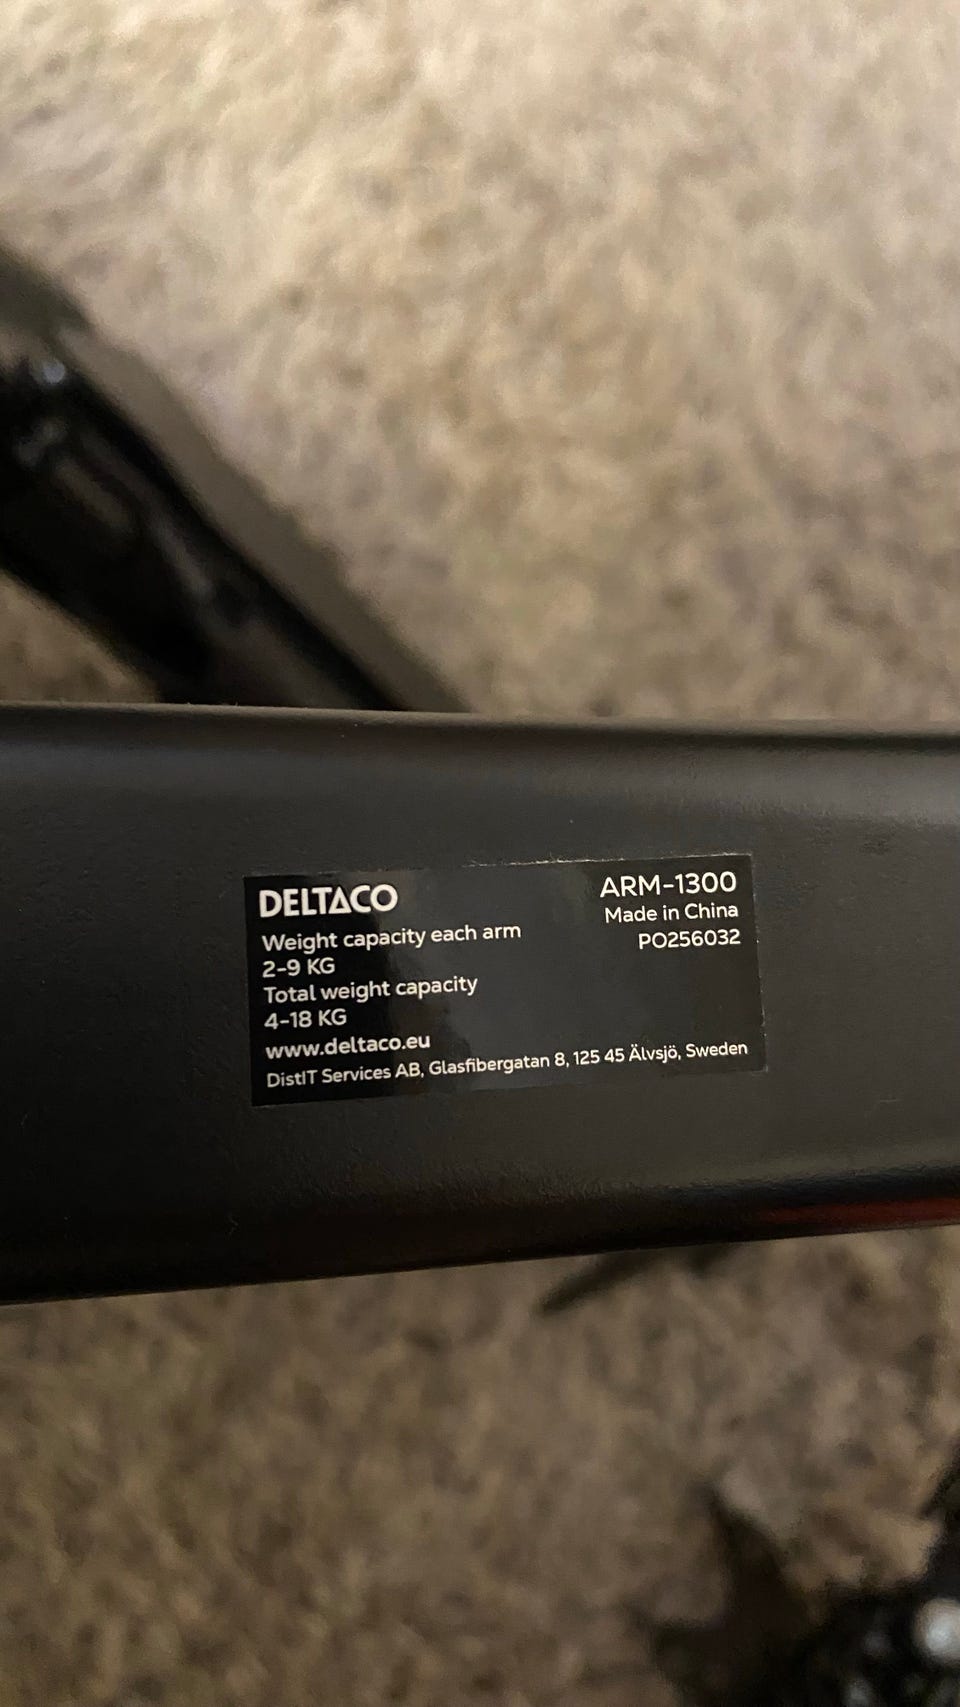 DELTACO
Weight capacity each arm
2-9 KG
Total weight capacity
4-18 KG
www.deltaco.eu
DistIT Services AB, Glasfibergatan 8, 125 45 Älvsjö, Sweden
ARM-1300
Made in China
PO256032